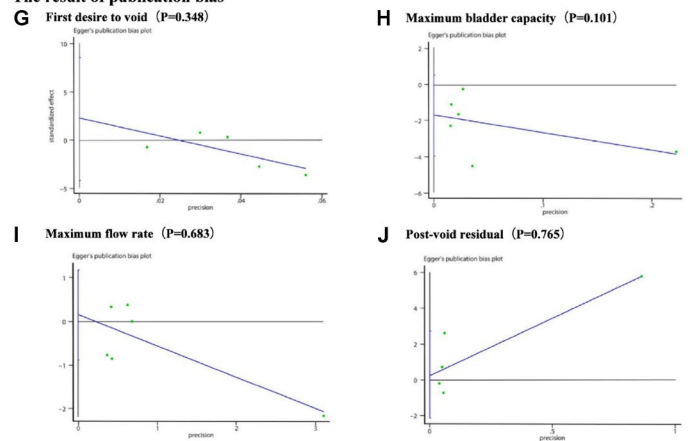 The result of publication bias
G First desire to void（P=0.348）
Egger's publication bias plot
10
5
0
-5
standardized effect
0 .02 .04 .06
precision
H Maximum bladder capacity（P=0.101）
Egger's publication bias plot
2
0
-2
-4
-6
0 .1 .2
precision
I Maximum flow rate（P=0.683）
Egger's publication bias plot
1
0
-1
-2
0 1 2 3
precision
J Post-void residual（P=0.765）
Egger's publication bias plot
6
4
2
0
-2
0 .5 1
precision